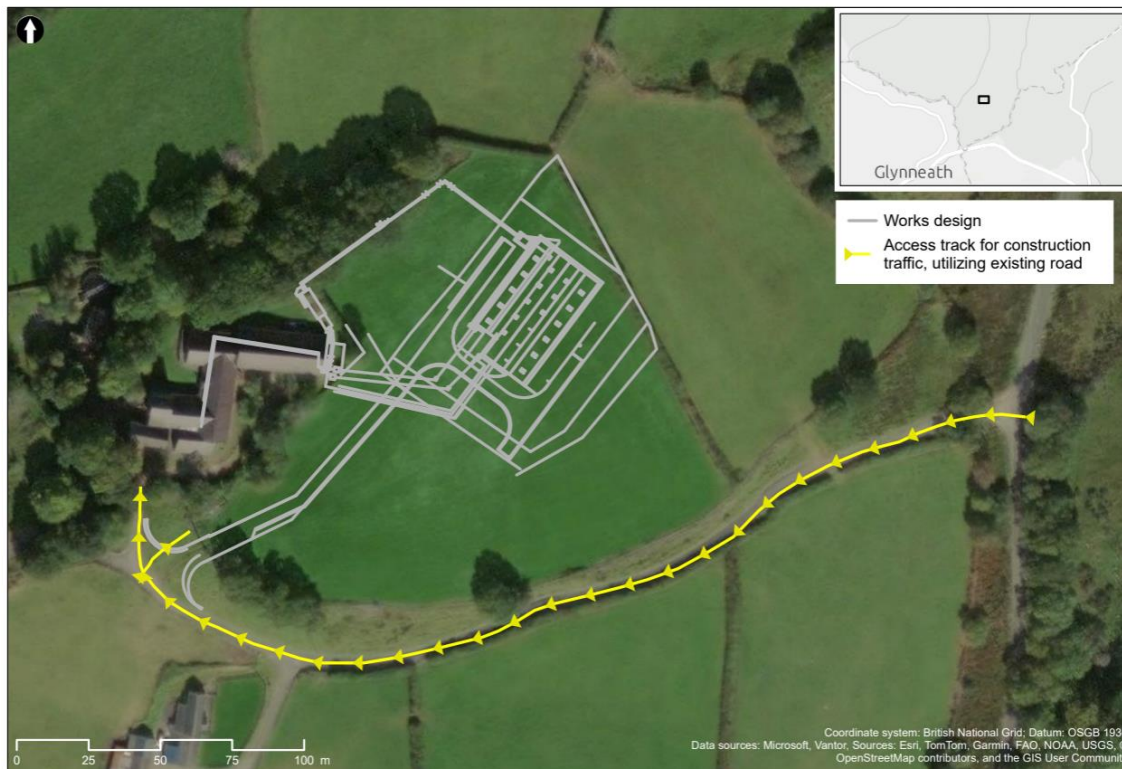 Glynneath
Works design
Access track for construction
traffic, utilizing existing road
0 25 50 75 100 m
Coordinate system: British National Grid; Datum: OSGB 193
Data sources: Microsoft, Vantor, Sources: Esri, TomTom, Garmin, FAO, NOAA, USGS,
OpenStreetMap contributors, and the GIS User Communit